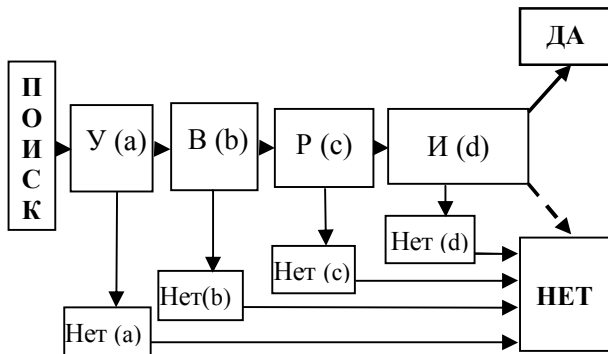 ДА
П
О
И
С
К
У (a)
В (b)
Р (c)
И (d)
Нет (d)
Нет (c)
Нет(b)
Нет (a)
НЕТ